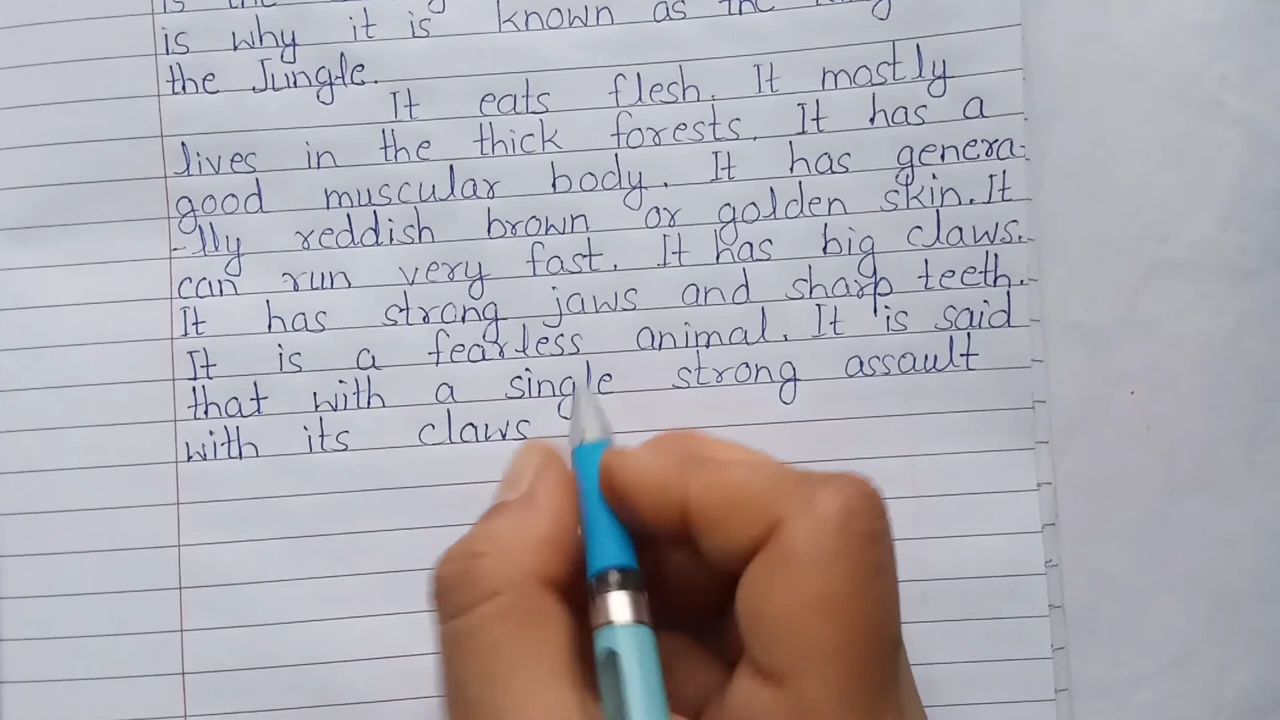 is the
is why it is known as the
the Jungle.
It eats flesh. It mostly
lives in the thick forests. It has a
good muscular body. It has genera-
-lly reddish brown or golden skin. It
can run very fast. It has big claws.
It has strong jaws and sharp teeth.
It is a fearless animal. It is said
that with a single strong assault
with its claws